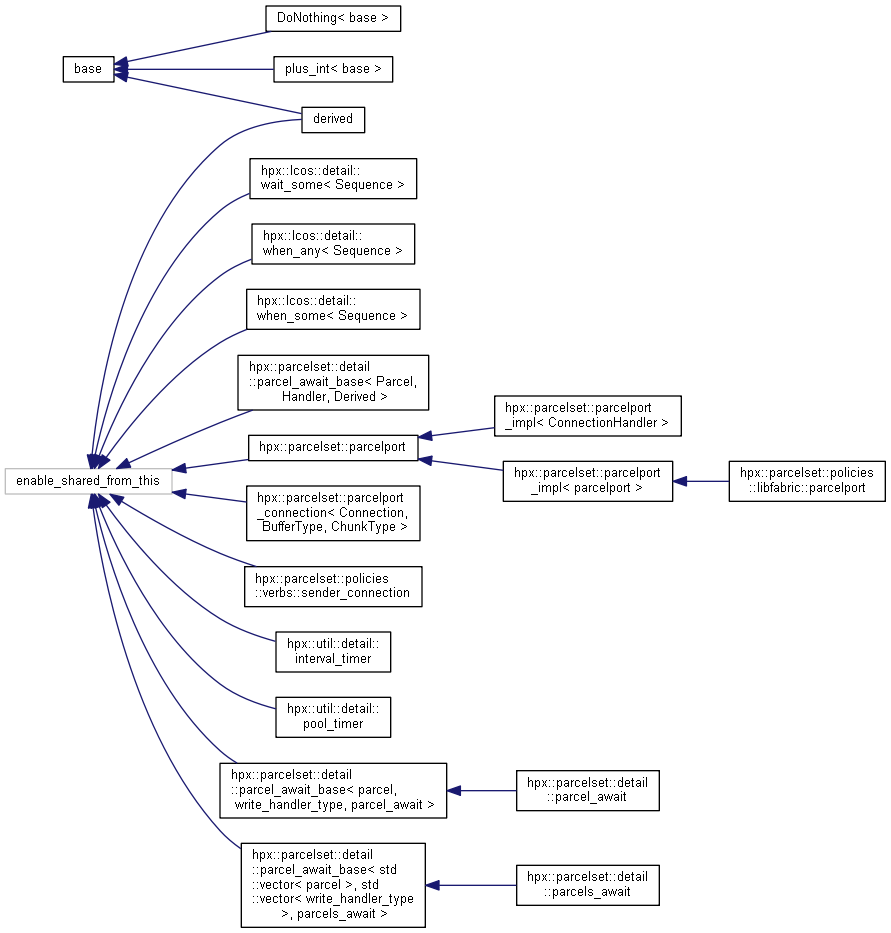 DoNothing< base >
base
plus_int< base >
derived
hpx::lcos::detail::
wait_some< Sequence >
hpx::lcos::detail::
when_any< Sequence >
hpx::lcos::detail::
when_some< Sequence >
hpx::parcelset::detail
::parcel_await_base< Parcel,
Handler, Derived >
hpx::parcelset::parcelport
_impl< ConnectionHandler >
hpx::parcelset::parcelport
enable_shared_from_this
hpx::parcelset::parcelport
_impl< parcelport >
hpx::parcelset::policies
::libfabric::parcelport
hpx::parcelset::parcelport
_connection< Connection,
BufferType, ChunkType >
hpx::parcelset::policies
::verbs::sender_connection
hpx::util::detail::
interval_timer
hpx::util::detail::
pool_timer
hpx::parcelset::detail
::parcel_await_base< parcel,
write_handler_type, parcel_await >
hpx::parcelset::detail
::parcel_await
hpx::parcelset::detail
::parcel_await_base< std
::vector< parcel >, std
::vector< write_handler_type
>, parcels_await >
hpx::parcelset::detail
::parcels_await